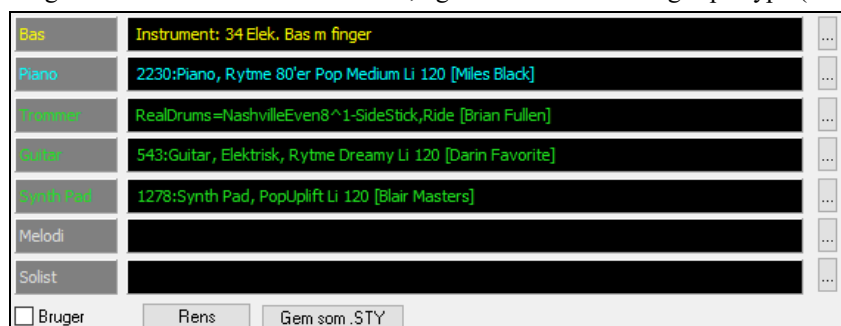 Bas Instrument: 34 Elek. Bas m finger ...
Piano 2230:Piano, Rytme 80'er Pop Medium Li 120 [Miles Black] ...
Trommer RealDrums=NashvilleEven8^1-SideStick,Ride [Brian Fullen] ...
Guitar 543:Guitar, Elektrisk, Rytme Dreamy Li 120 [Darin Favorite] ...
Synth Pad 1278:Synth Pad, PopUplift Li 120 [Blair Masters] ...
Melodi ...
Solist ...
Bruger Rens Gem som .STY